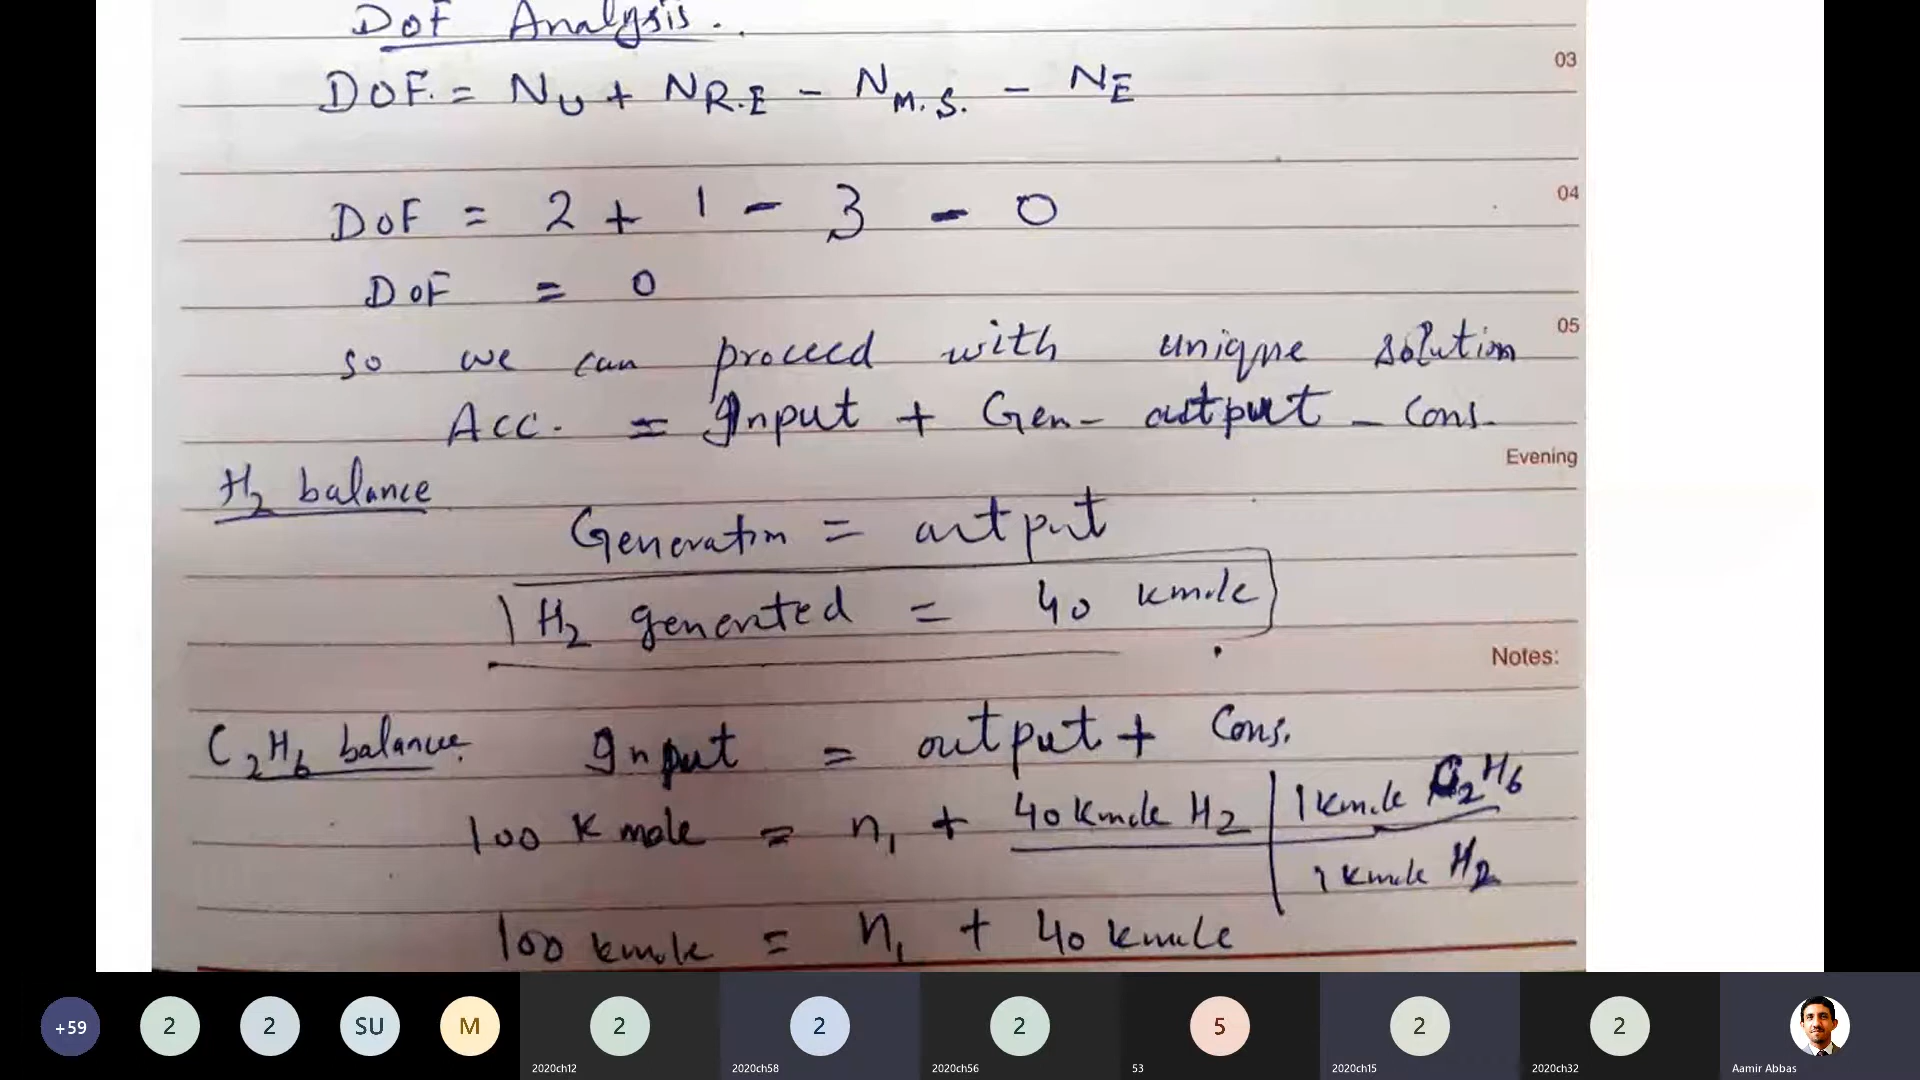 DoF Analysis.
03
DOF. = NU + NR.E - NM.S. - NE
04
DoF = 2 + 1 - 3 - 0
DoF = 0
05
so we can proceed with unique solution
Acc. = Input + Gen - output - Cons.
Evening
H2 balance
Generation = output
H2 generated = 40 kmole
Notes:
C2H6 balance. Input = output + Cons.
100 K mole = n1 + 40 kmole H2 | 1 kmole C2H6
1 kmole H2
100 kmole = n1 + 40 kmole
+59
2
2
SU
M
2
2
2
5
2
2
2020ch12
2020ch58
2020ch56
53
2020ch15
2020ch32
Aamir Abbas